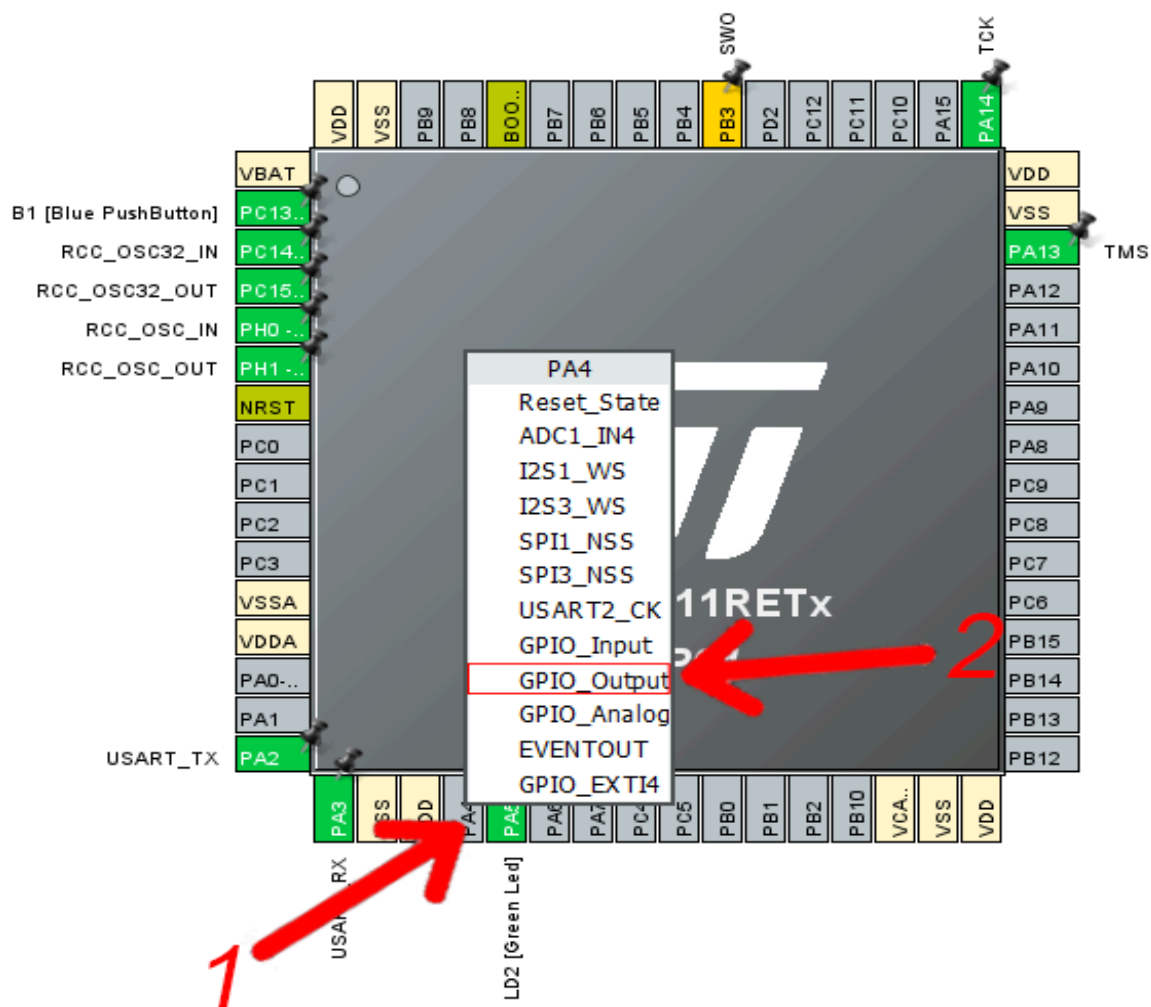 SWO
TCK
VDD
VSS
PB9
PB8
BOO..
PB7
PB6
PB5
PB4
PB3
PD2
PC12
PC11
PC10
PA15
PA14
VBAT
B1 [Blue PushButton] PC13..
RCC_OSC32_IN PC14..
RCC_OSC32_OUT PC15..
RCC_OSC_IN PH0 -..
RCC_OSC_OUT PH1 -..
NRST
PC0
PC1
PC2
PC3
VSSA
VDDA
PA0-..
PA1
USART_TX PA2
PA4
Reset_State
ADC1_IN4
I2S1_WS
I2S3_WS
SPI1_NSS
SPI3_NSS
USART2_CK
GPIO_Input
GPIO_Output
GPIO_Analog
EVENTOUT
GPIO_EXTI4
11RETx
2
VDD
VSS
PA13 TMS
PA12
PA11
PA10
PA9
PA8
PC9
PC8
PC7
PC6
PB15
PB14
PB13
PB12
PA3
PA4
PA5
PA6
PA7
PC4
PC5
PB0
PB1
PB2
PB10
VCA..
VSS
VDD
LD2 [Green Led]
1